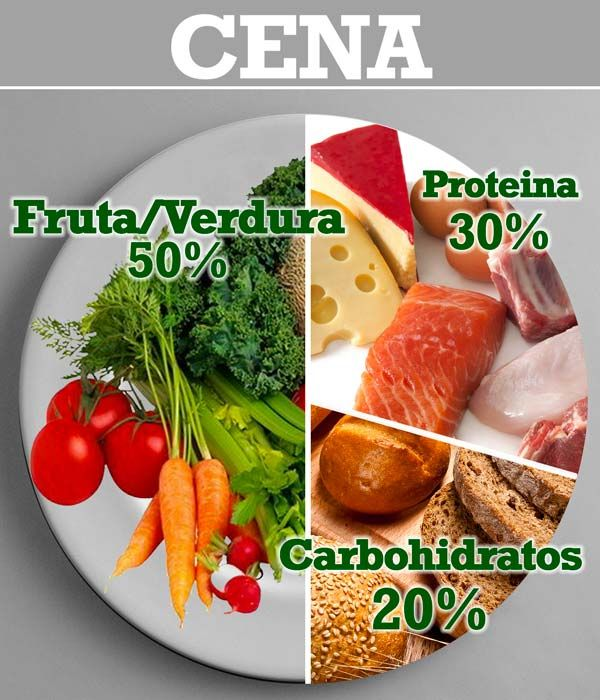 CENA
Fruta/Verdura
50%
Proteina
30%
Carbohidratos
20%